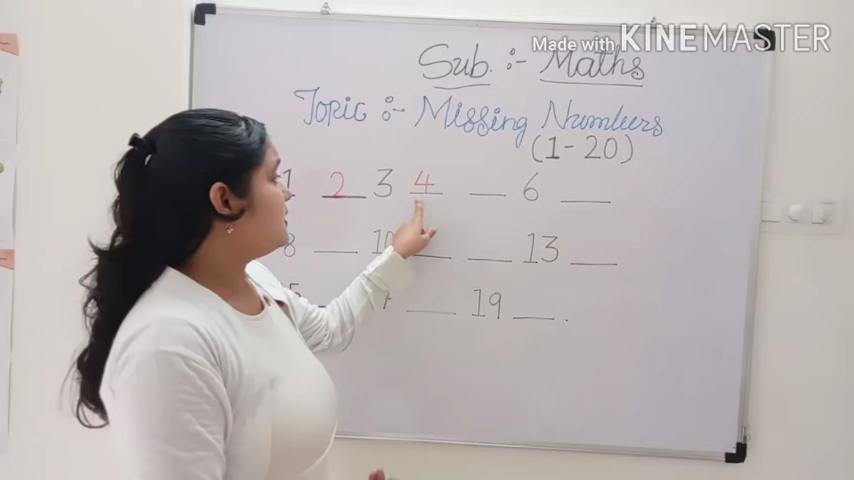 Made with KINEMASTER
Sub. :- Maths
Topic :- Missing Numbers
(1-20)
1 2 3 4 __ 6 __
8 __ 10 __ __ 13 __
__ 19 __ .